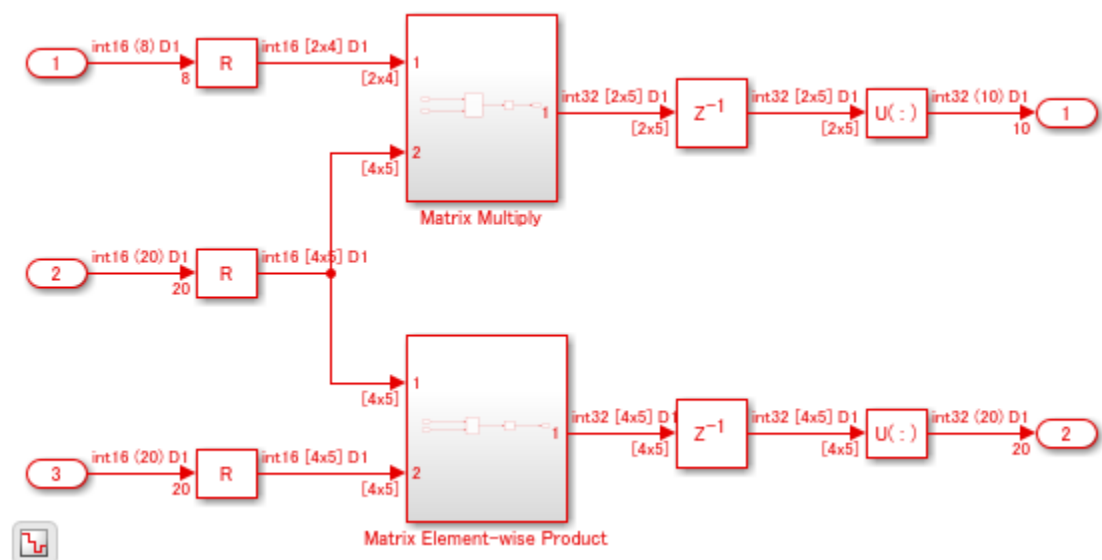 int16 (8) D1
int16 [2x4] D1
1
8
R
1
[2x4]
int32 [2x5] D1
int32 [2x5] D1
int32 (10) D1
1
Z⁻¹
U( : )
1
[2x5]
[2x5]
10
2
[4x5]
Matrix Multiply
int16 (20) D1
int16 [4x5] D1
2
R
20
1
[4x5]
int32 [4x5] D1
int32 [4x5] D1
int32 (20) D1
1
Z⁻¹
U( : )
2
[4x5]
[4x5]
20
int16 (20) D1
int16 [4x5] D1
3
R
2
20
[4x5]
Matrix Element-wise Product